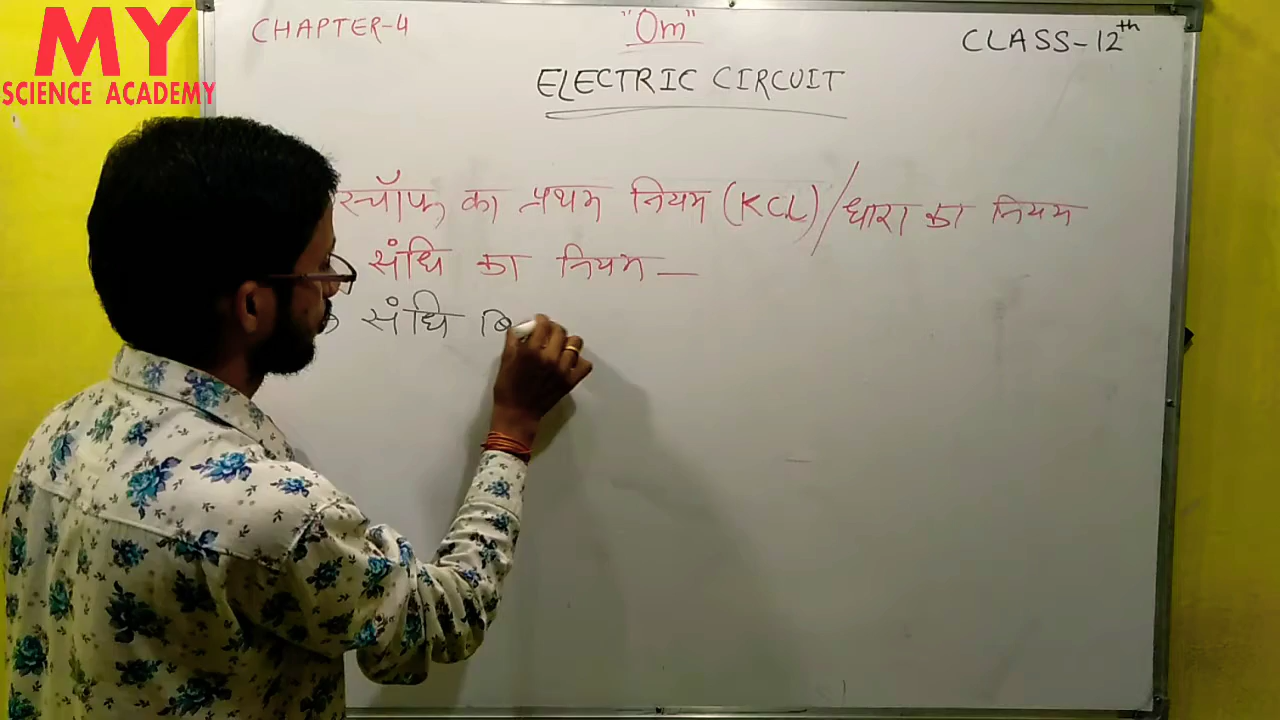 MY
SCIENCE ACADEMY
CHAPTER-4
"Om"
CLASS-12th
ELECTRIC CIRCUIT
का प्रथम नियम (KCL)/धारा का नियम
संधि का नियम —
संधि